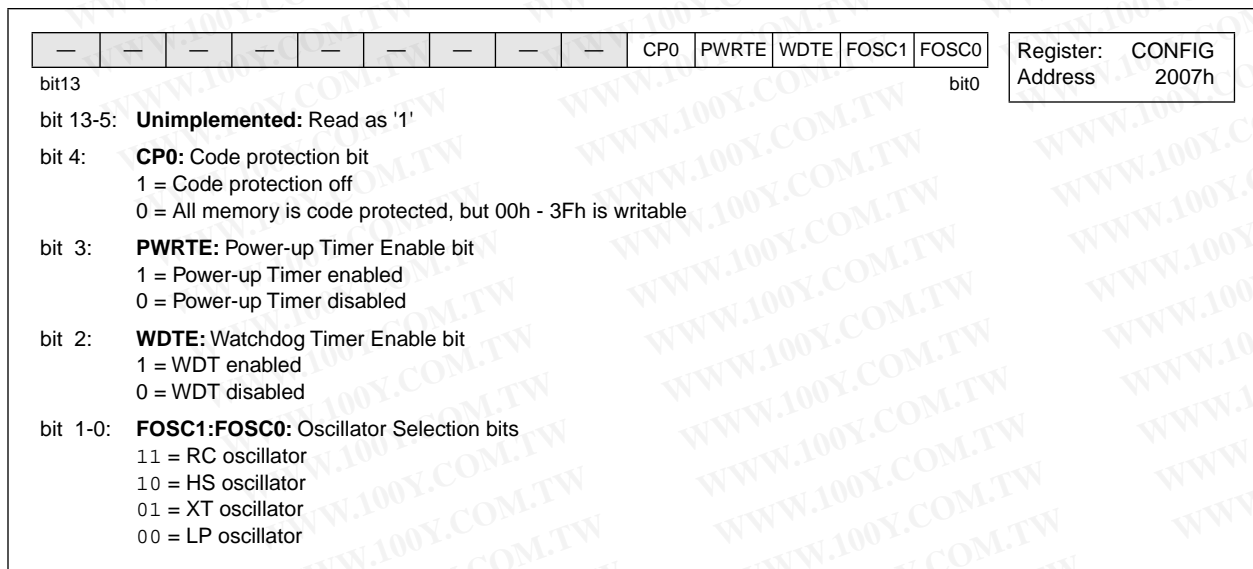 — — — — — — — — — CP0 PWRTE WDTE FOSC1 FOSC0
Register: CONFIG
Address 2007h
bit13 bit0
bit 13-5: Unimplemented: Read as '1'
bit 4: CP0: Code protection bit
1 = Code protection off
0 = All memory is code protected, but 00h - 3Fh is writable
bit 3: PWRTE: Power-up Timer Enable bit
1 = Power-up Timer enabled
0 = Power-up Timer disabled
bit 2: WDTE: Watchdog Timer Enable bit
1 = WDT enabled
0 = WDT disabled
bit 1-0: FOSC1:FOSC0: Oscillator Selection bits
11 = RC oscillator
10 = HS oscillator
01 = XT oscillator
00 = LP oscillator
WWW.100Y.COM.TW